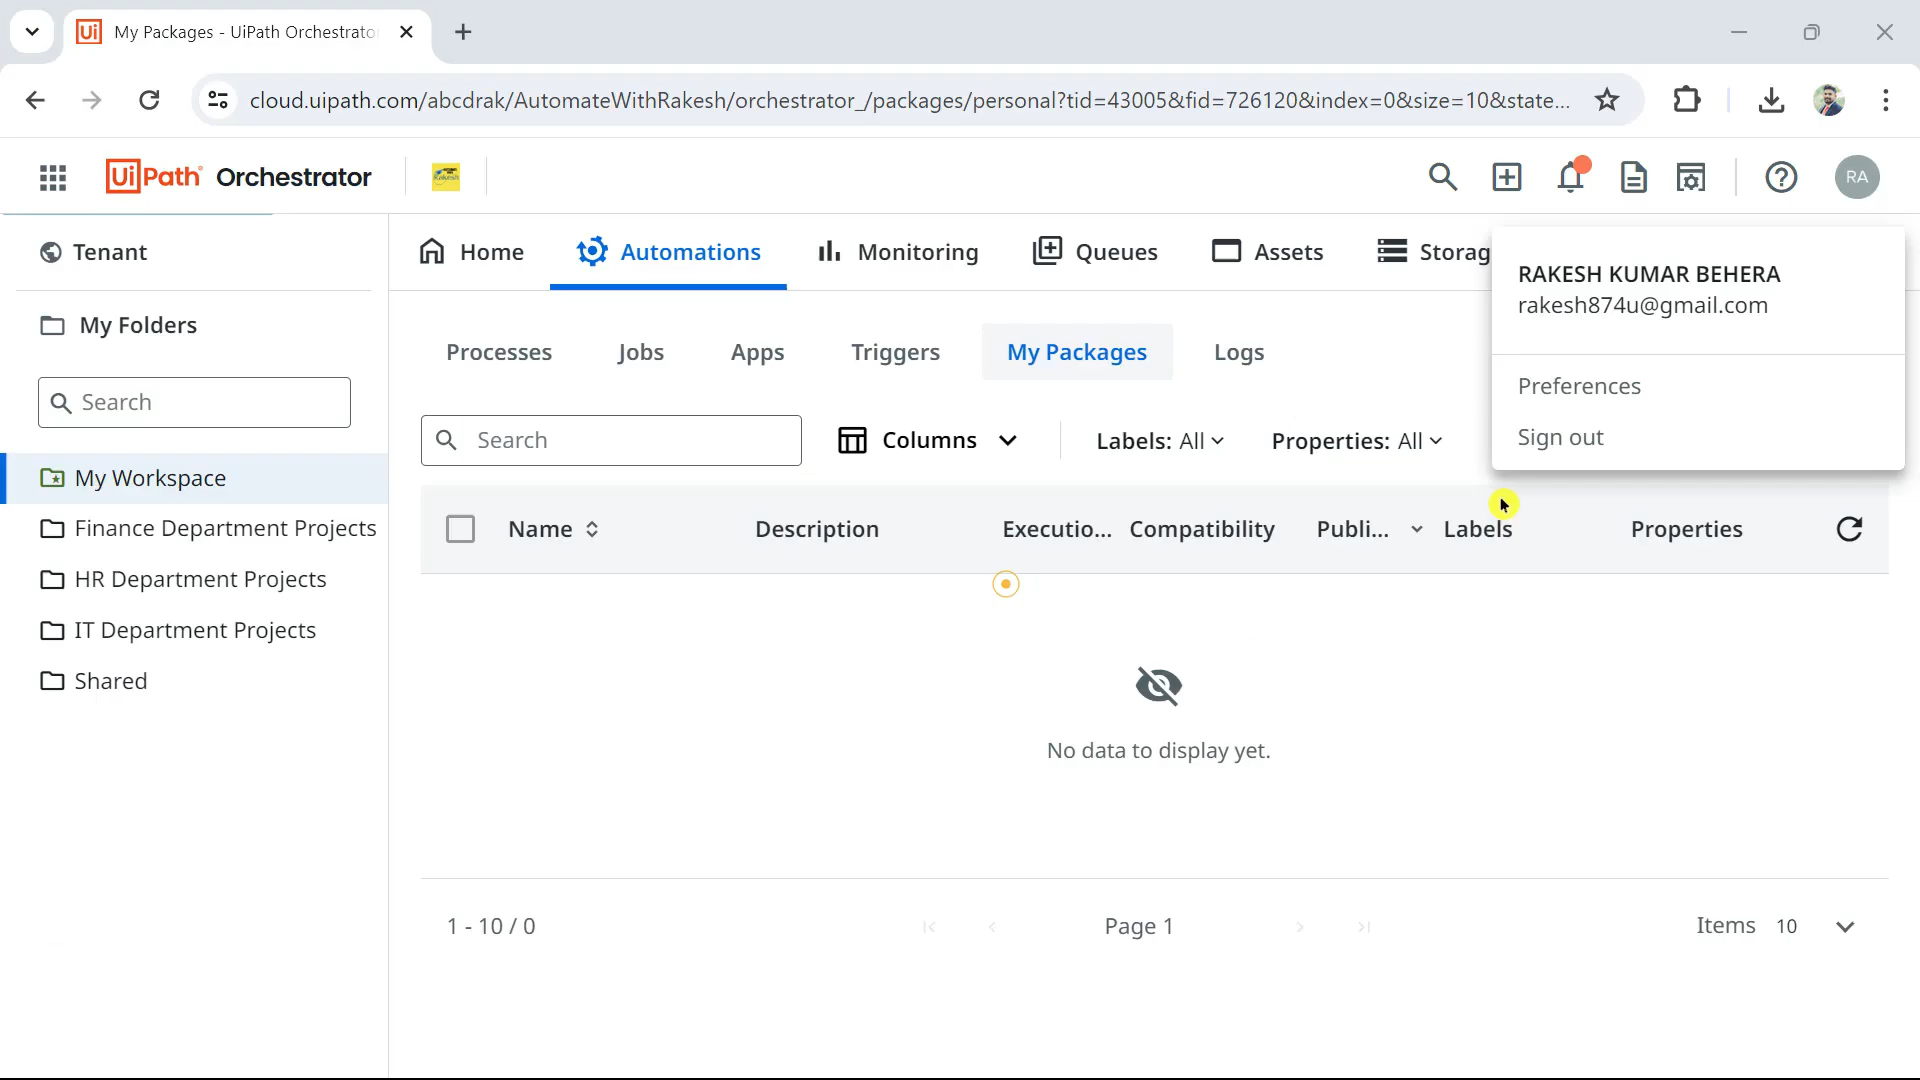 My Packages - UiPath Orchestrato
cloud.uipath.com/abcdrak/AutomateWithRakesh/orchestrator_/packages/personal?tid=43005&fid=726120&index=0&size=10&state...
UiPath Orchestrator
RA
Tenant
Home
Automations
Monitoring
Queues
Assets
Storag
RAKESH KUMAR BEHERA
rakesh874u@gmail.com
Preferences
Sign out
My Folders
Search
My Workspace
Finance Department Projects
HR Department Projects
IT Department Projects
Shared
Processes
Jobs
Apps
Triggers
My Packages
Logs
Search
Columns
Labels: All
Properties: All
Name
Description
Executio...
Compatibility
Publi...
Labels
Properties
No data to display yet.
1 - 10 / 0
Page 1
Items 10